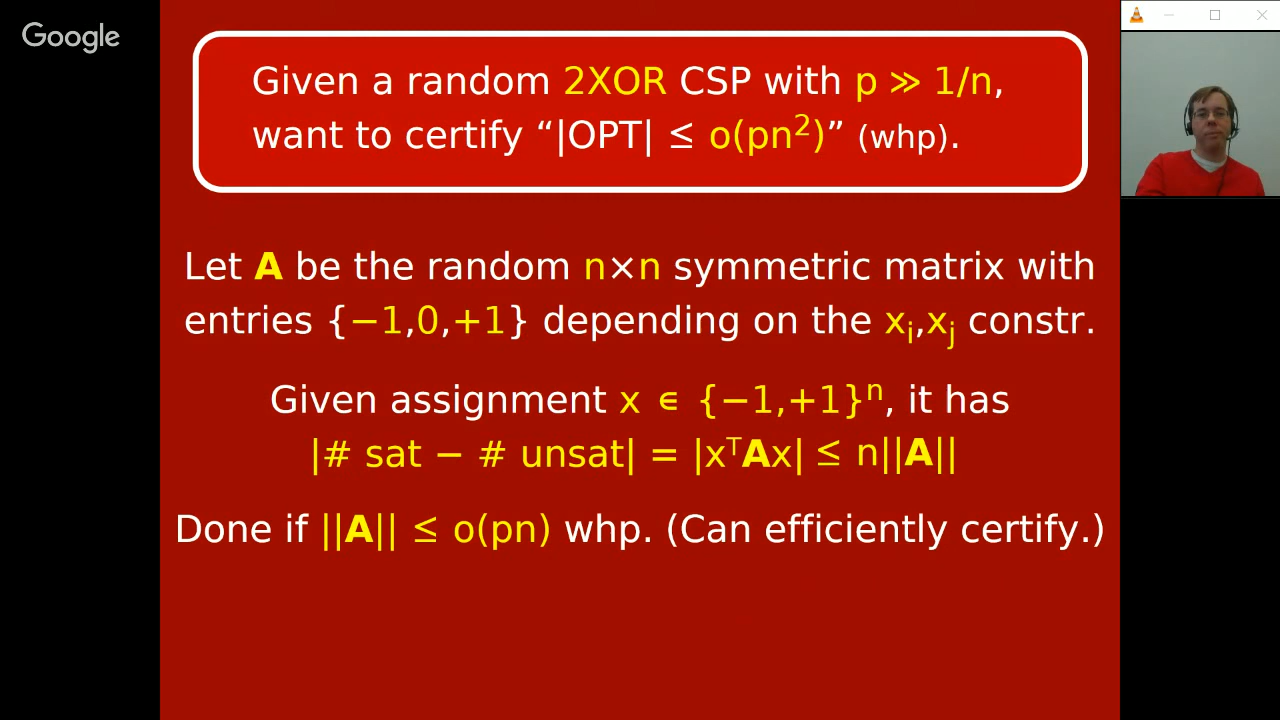 Google
Given a random 2XOR CSP with p ≫ 1/n,
want to certify “|OPT| ≤ o(pn²)” (whp).
Let A be the random n×n symmetric matrix with
entries {−1,0,+1} depending on the xᵢ,xⱼ constr.
Given assignment x ∊ {−1,+1}ⁿ, it has
|# sat − # unsat| = |xᵀAx| ≤ n||A||
Done if ||A|| ≤ o(pn) whp. (Can efficiently certify.)